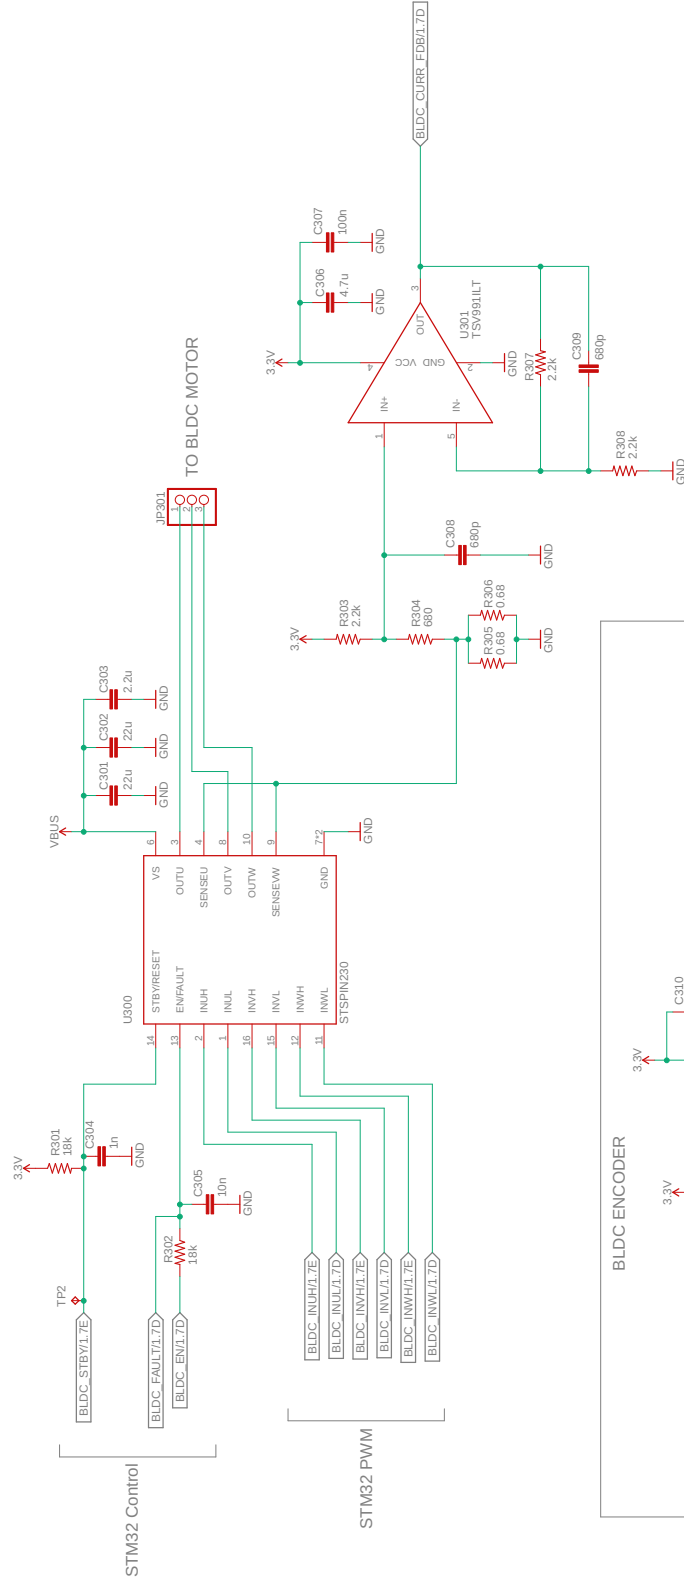 STM32 Control
BLDC_STBY/1.7E
BLDC_FAULT/1.7D
BLDC_EN/1.7D
TP2
3.3V
R301
18k
C304
1n
GND
R302
18k
C305
10n
GND
STM32 PWM
BLDC_INUH/1.7E
BLDC_INUL/1.7D
BLDC_INVH/1.7E
BLDC_INVL/1.7D
BLDC_INWH/1.7E
BLDC_INWL/1.7D
U300
STSPIN230
14
STBY/RESET
13
EN/FAULT
2
INUH
1
INUL
16
INVH
15
INVL
12
INWH
11
INWL
VS
6
OUTU
3
SENSEU
4
OUTV
8
OUTW
10
SENSEVW
9
GND
7*2
GND
VBUS
C301
22u
GND
C302
22u
GND
C303
2.2u
GND
JP301
1
2
3
TO BLDC MOTOR
3.3V
R303
2.2k
R304
680
R305
0.68
R306
0.68
GND
C308
680p
GND
3.3V
C306
4.7u
GND
C307
100n
GND
1
IN+
5
IN-
4
VCC
GND
2
GND
OUT
3
U301
TSV991ILT
R307
2.2k
C309
680p
R308
2.2k
GND
BLDC_CURR_FDB/1.7D
BLDC ENCODER
3.3V
3.3V
C310